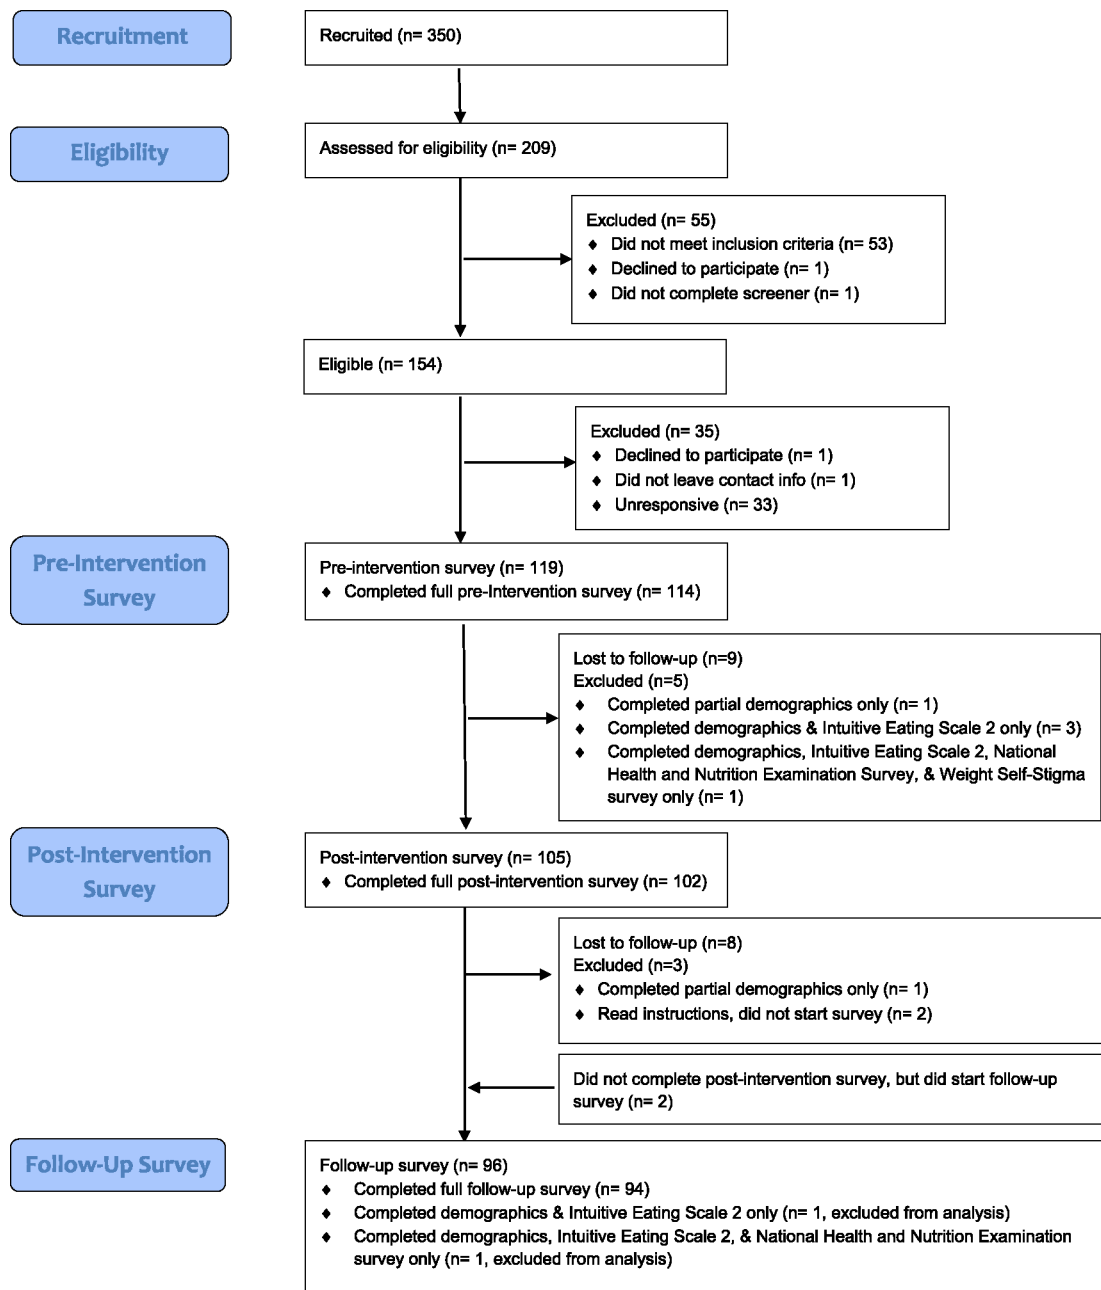 Recruitment
Recruited (n= 350)
Eligibility
Assessed for eligibility (n= 209)
Excluded (n= 55)
♦ Did not meet inclusion criteria (n= 53)
♦ Declined to participate (n= 1)
♦ Did not complete screener (n= 1)
Eligible (n= 154)
Excluded (n= 35)
♦ Declined to participate (n= 1)
♦ Did not leave contact info (n= 1)
♦ Unresponsive (n= 33)
Pre-Intervention
Survey
Pre-intervention survey (n= 119)
♦ Completed full pre-Intervention survey (n= 114)
Lost to follow-up (n=9)
Excluded (n=5)
♦ Completed partial demographics only (n= 1)
♦ Completed demographics & Intuitive Eating Scale 2 only (n= 3)
♦ Completed demographics, Intuitive Eating Scale 2, National
Health and Nutrition Examination Survey, & Weight Self-Stigma
survey only (n= 1)
Post-Intervention
Survey
Post-intervention survey (n= 105)
♦ Completed full post-intervention survey (n= 102)
Lost to follow-up (n=8)
Excluded (n=3)
♦ Completed partial demographics only (n= 1)
♦ Read instructions, did not start survey (n= 2)
Did not complete post-intervention survey, but did start follow-up
survey (n= 2)
Follow-Up Survey
Follow-up survey (n= 96)
♦ Completed full follow-up survey (n= 94)
♦ Completed demographics & Intuitive Eating Scale 2 only (n= 1, excluded from analysis)
♦ Completed demographics, Intuitive Eating Scale 2, & National Health and Nutrition Examination
survey only (n= 1, excluded from analysis)